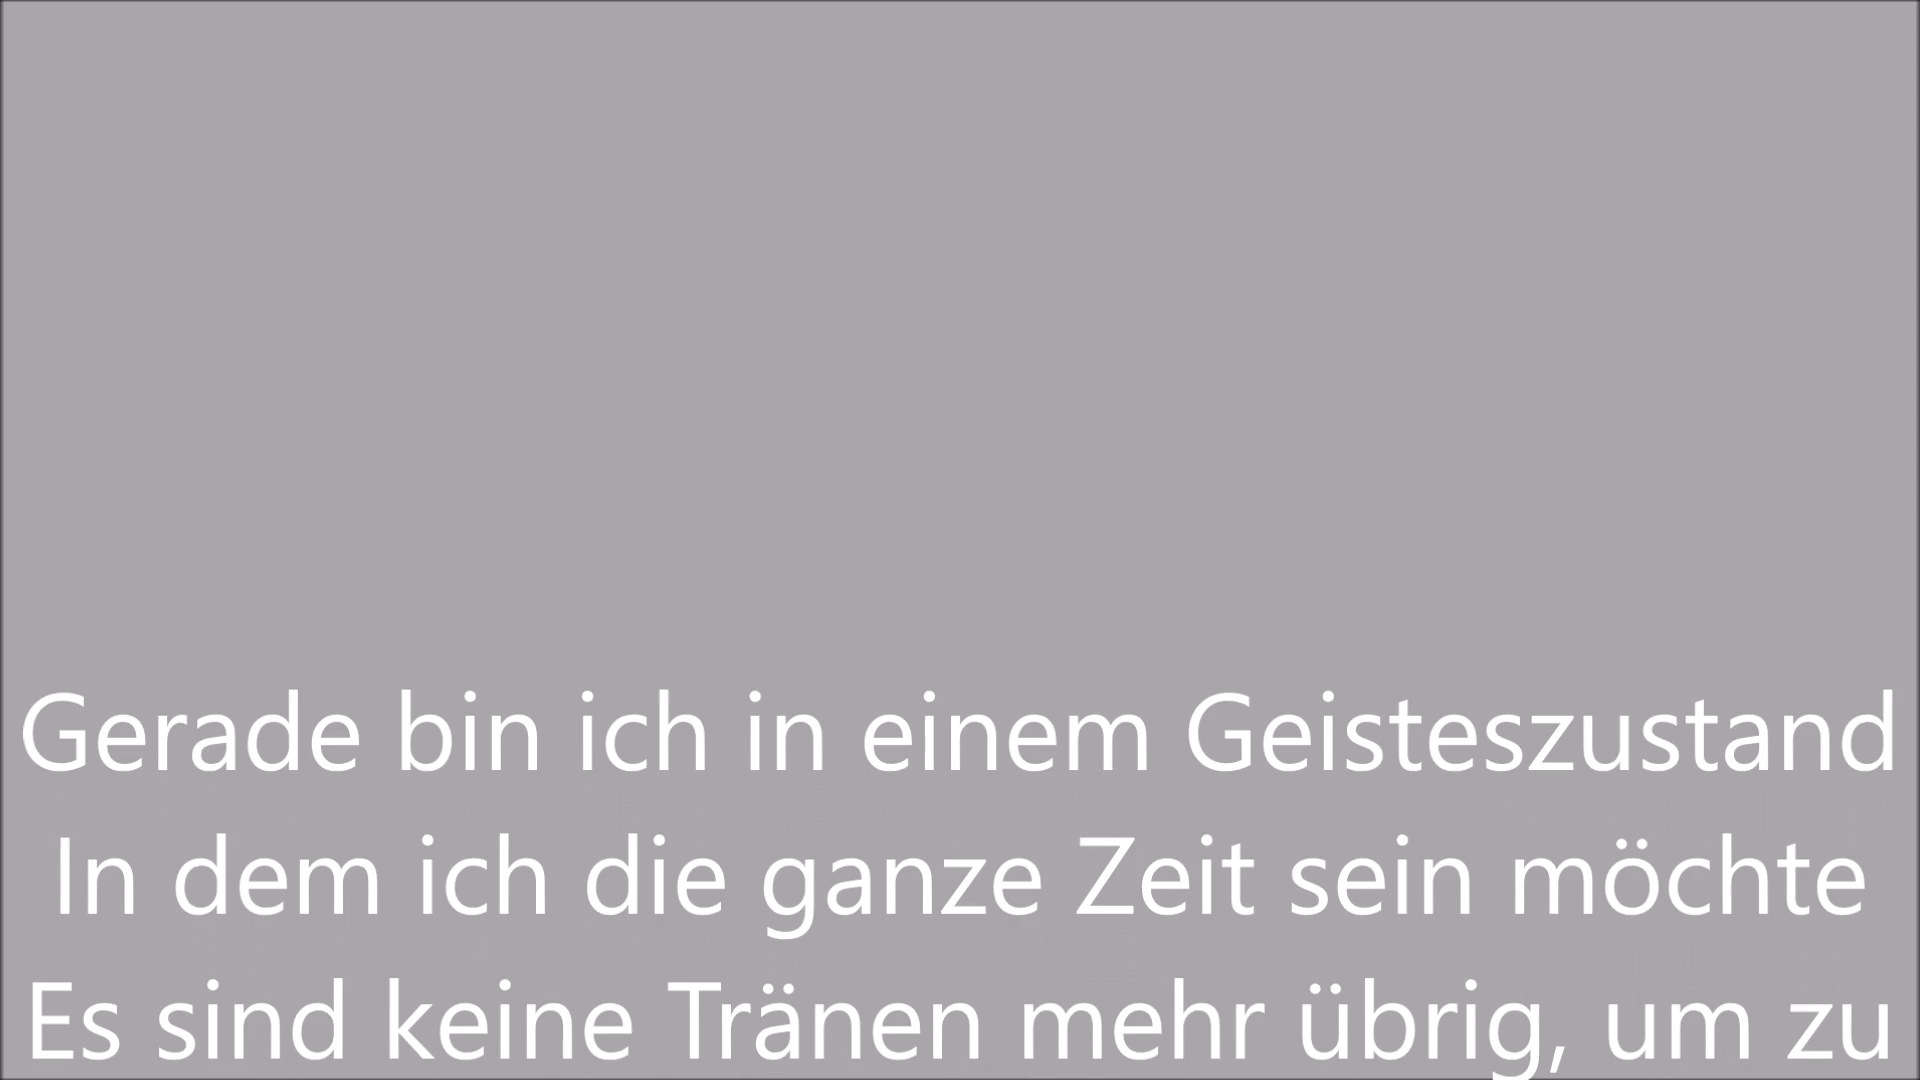 Gerade bin ich in einem Geisteszustand
In dem ich die ganze Zeit sein möchte
Es sind keine Tränen mehr übrig, um zu